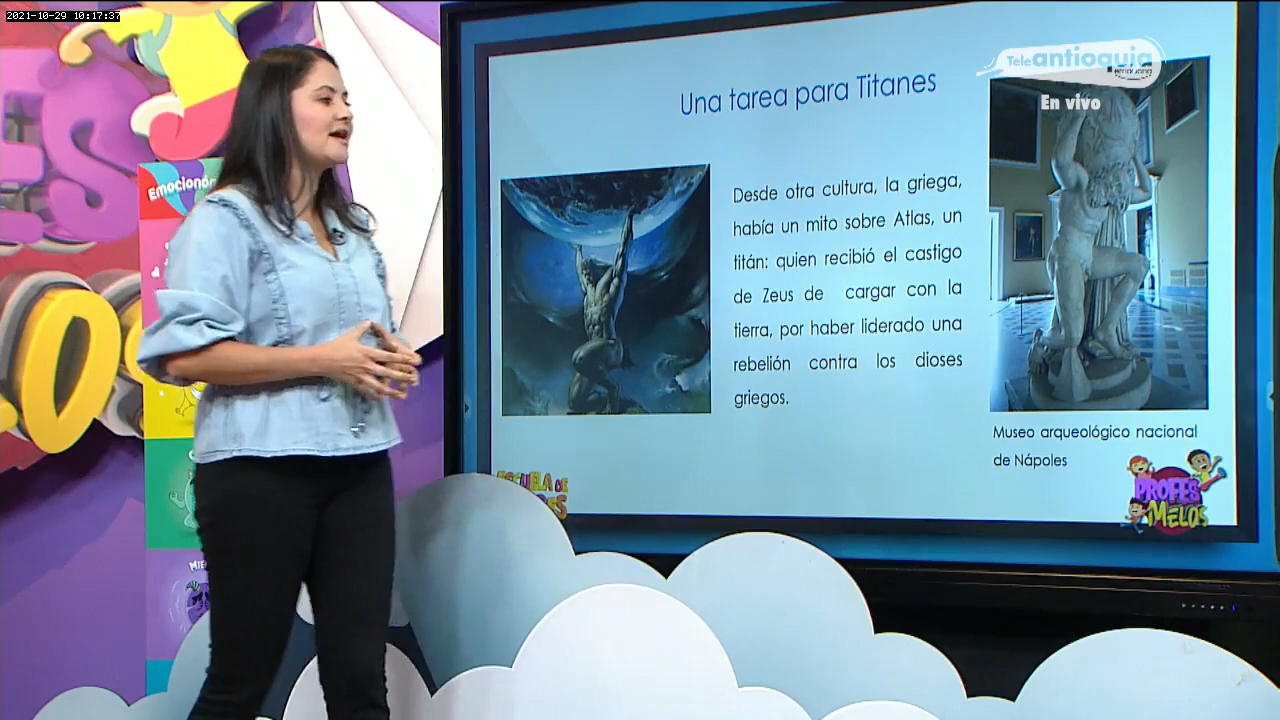 2021-10-29 10:17:37
Teleantioquia
En vivo
Una tarea para Titanes
Desde otra cultura, la griega,
había un mito sobre Atlas, un
titán: quien recibió el castigo
de Zeus de cargar con la
tierra, por haber liderado una
rebelión contra los dioses
griegos.
Museo arqueológico nacional
de Nápoles
ESCUELA DE
PROFES
MELOS